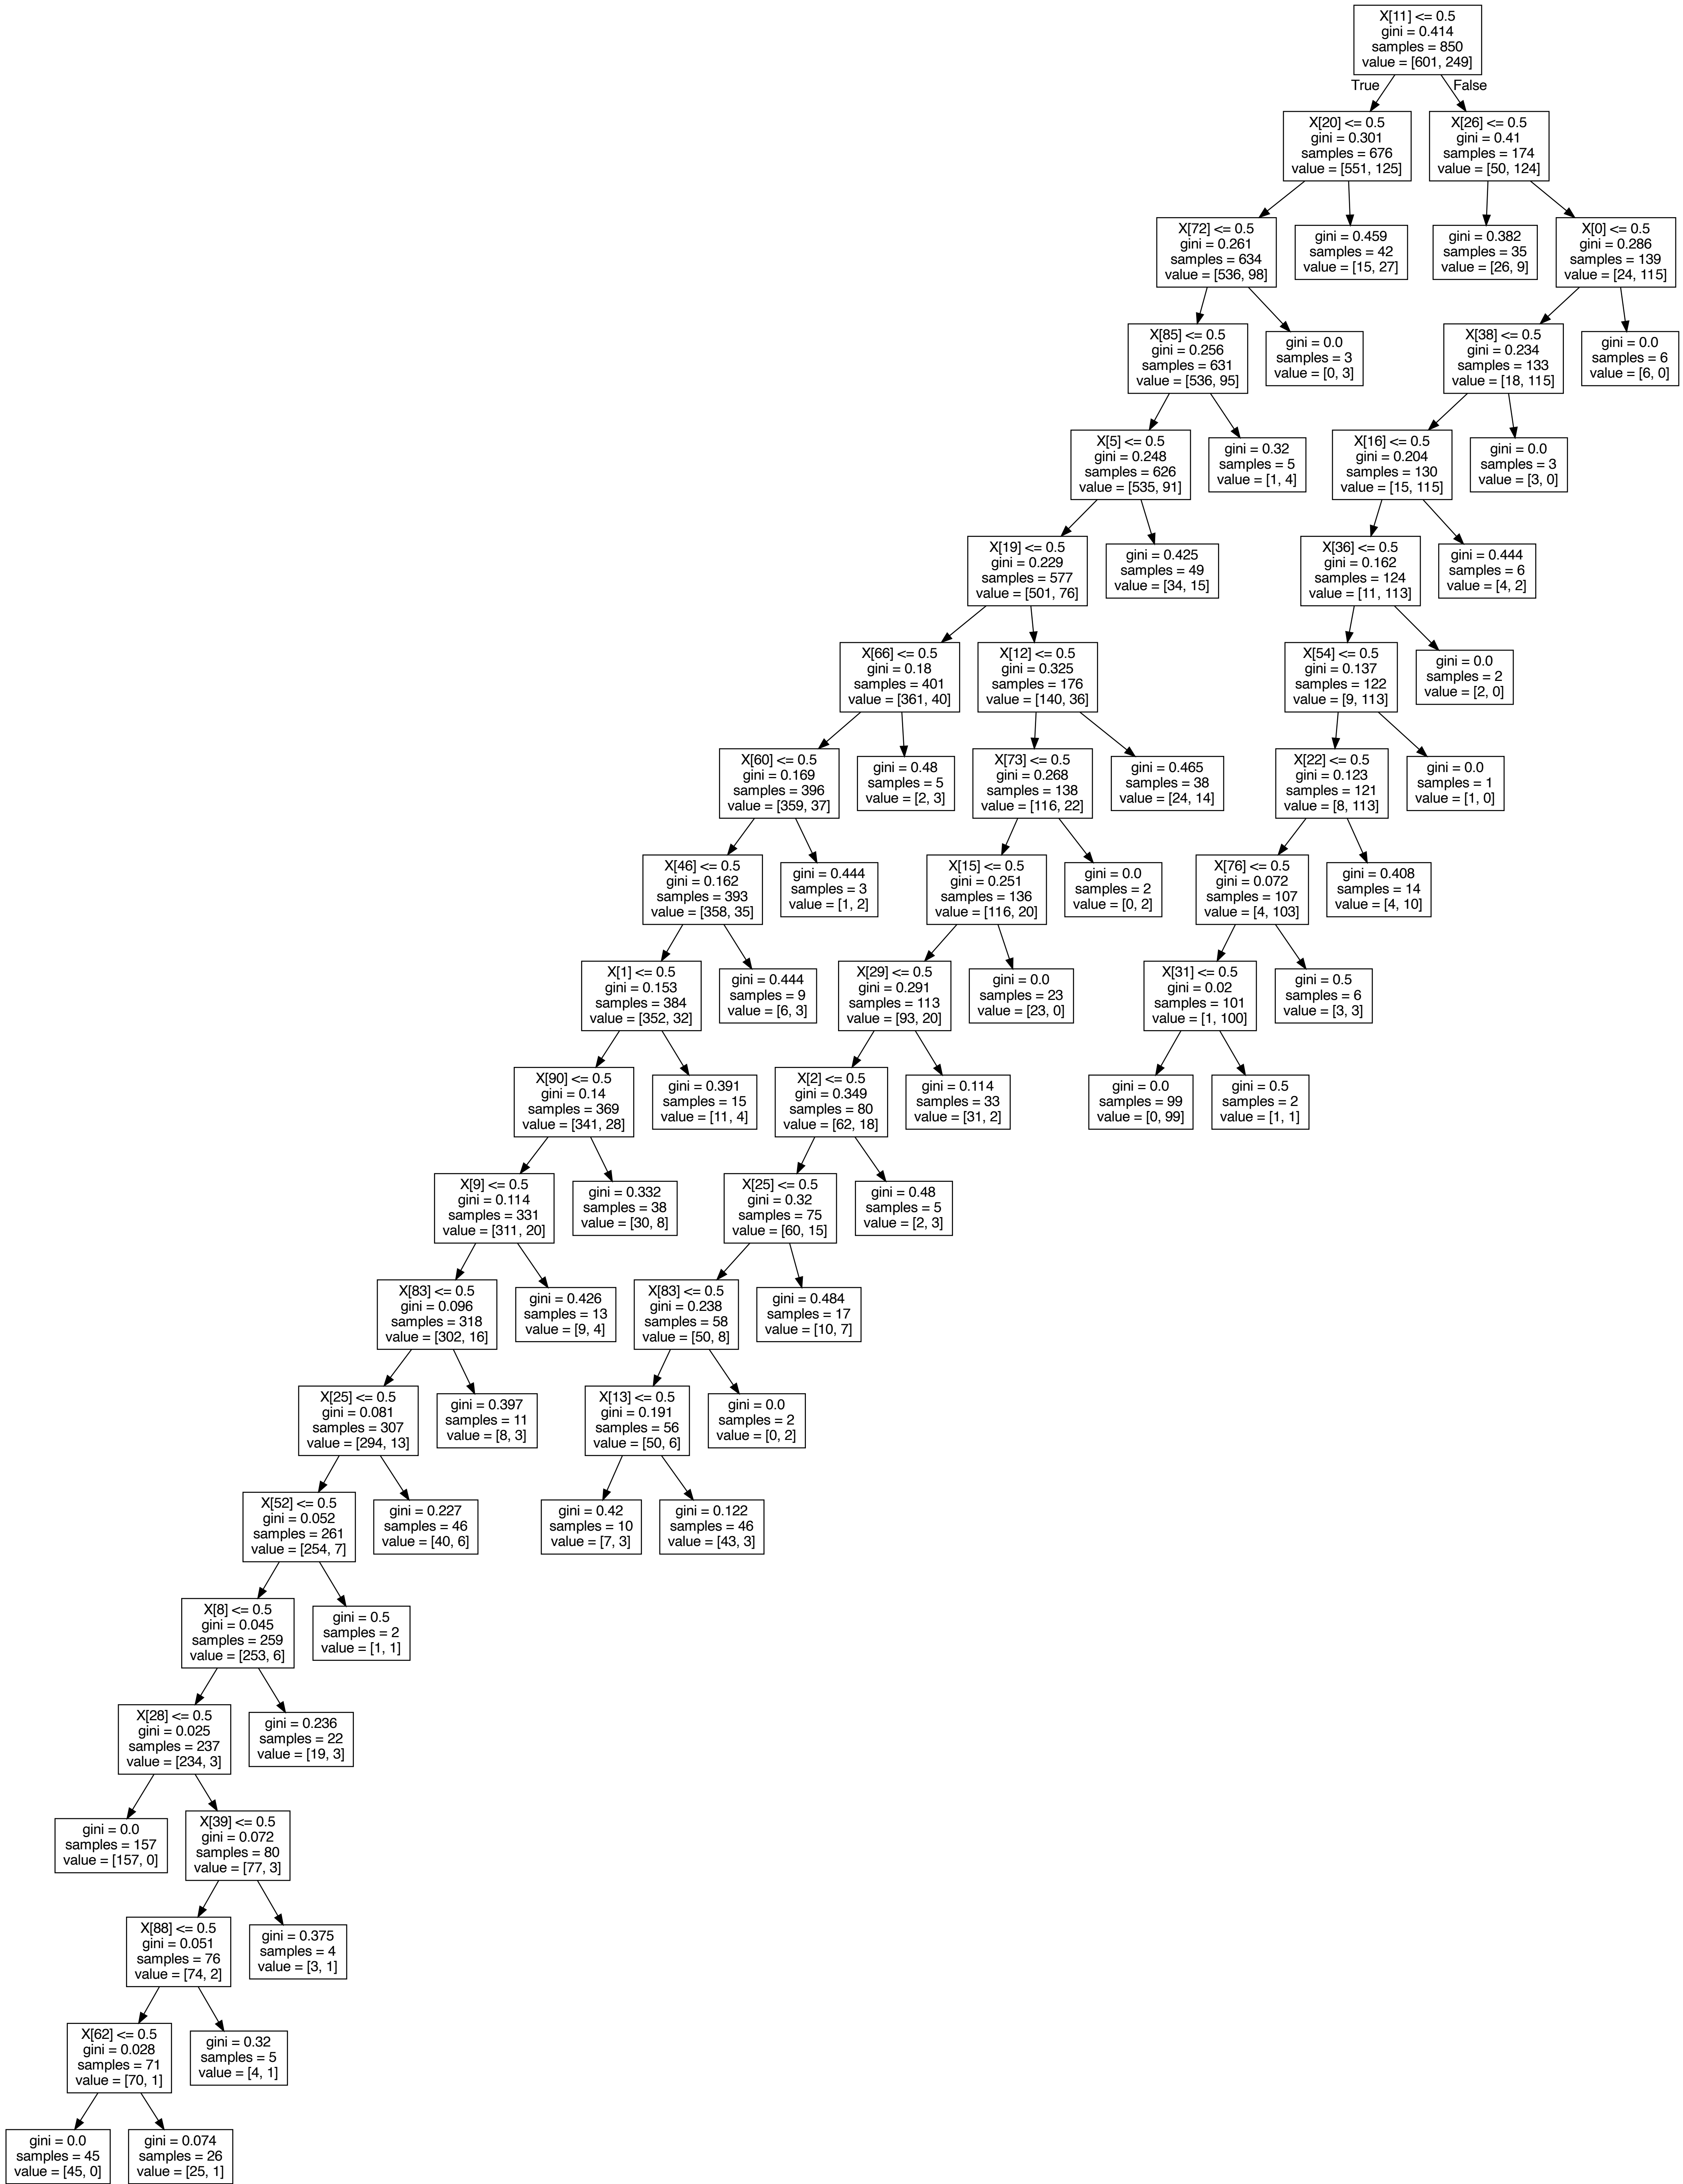 X[11] <= 0.5
gini = 0.414
samples = 850
value = [601, 249]
True
False
X[20] <= 0.5
gini = 0.301
samples = 676
value = [551, 125]
X[26] <= 0.5
gini = 0.41
samples = 174
value = [50, 124]
X[72] <= 0.5
gini = 0.261
samples = 634
value = [536, 98]
gini = 0.459
samples = 42
value = [15, 27]
gini = 0.382
samples = 35
value = [26, 9]
X[0] <= 0.5
gini = 0.286
samples = 139
value = [24, 115]
X[85] <= 0.5
gini = 0.256
samples = 631
value = [536, 95]
gini = 0.0
samples = 3
value = [0, 3]
X[38] <= 0.5
gini = 0.234
samples = 133
value = [18, 115]
gini = 0.0
samples = 6
value = [6, 0]
X[5] <= 0.5
gini = 0.248
samples = 626
value = [535, 91]
gini = 0.32
samples = 5
value = [1, 4]
X[16] <= 0.5
gini = 0.204
samples = 130
value = [15, 115]
gini = 0.0
samples = 3
value = [3, 0]
X[19] <= 0.5
gini = 0.229
samples = 577
value = [501, 76]
gini = 0.425
samples = 49
value = [34, 15]
X[36] <= 0.5
gini = 0.162
samples = 124
value = [11, 113]
gini = 0.444
samples = 6
value = [4, 2]
X[66] <= 0.5
gini = 0.18
samples = 401
value = [361, 40]
X[12] <= 0.5
gini = 0.325
samples = 176
value = [140, 36]
X[54] <= 0.5
gini = 0.137
samples = 122
value = [9, 113]
gini = 0.0
samples = 2
value = [2, 0]
X[60] <= 0.5
gini = 0.169
samples = 396
value = [359, 37]
gini = 0.48
samples = 5
value = [2, 3]
X[73] <= 0.5
gini = 0.268
samples = 138
value = [116, 22]
gini = 0.465
samples = 38
value = [24, 14]
X[22] <= 0.5
gini = 0.123
samples = 121
value = [8, 113]
gini = 0.0
samples = 1
value = [1, 0]
X[46] <= 0.5
gini = 0.162
samples = 393
value = [358, 35]
gini = 0.444
samples = 3
value = [1, 2]
X[15] <= 0.5
gini = 0.251
samples = 136
value = [116, 20]
gini = 0.0
samples = 2
value = [0, 2]
X[76] <= 0.5
gini = 0.072
samples = 107
value = [4, 103]
gini = 0.408
samples = 14
value = [4, 10]
X[1] <= 0.5
gini = 0.153
samples = 384
value = [352, 32]
gini = 0.444
samples = 9
value = [6, 3]
X[29] <= 0.5
gini = 0.291
samples = 113
value = [93, 20]
gini = 0.0
samples = 23
value = [23, 0]
X[31] <= 0.5
gini = 0.02
samples = 101
value = [1, 100]
gini = 0.5
samples = 6
value = [3, 3]
X[90] <= 0.5
gini = 0.14
samples = 369
value = [341, 28]
gini = 0.391
samples = 15
value = [11, 4]
X[2] <= 0.5
gini = 0.349
samples = 80
value = [62, 18]
gini = 0.114
samples = 33
value = [31, 2]
gini = 0.0
samples = 99
value = [0, 99]
gini = 0.5
samples = 2
value = [1, 1]
X[9] <= 0.5
gini = 0.114
samples = 331
value = [311, 20]
gini = 0.332
samples = 38
value = [30, 8]
X[25] <= 0.5
gini = 0.32
samples = 75
value = [60, 15]
gini = 0.48
samples = 5
value = [2, 3]
X[83] <= 0.5
gini = 0.096
samples = 318
value = [302, 16]
gini = 0.426
samples = 13
value = [9, 4]
X[83] <= 0.5
gini = 0.238
samples = 58
value = [50, 8]
gini = 0.484
samples = 17
value = [10, 7]
X[25] <= 0.5
gini = 0.081
samples = 307
value = [294, 13]
gini = 0.397
samples = 11
value = [8, 3]
X[13] <= 0.5
gini = 0.191
samples = 56
value = [50, 6]
gini = 0.0
samples = 2
value = [0, 2]
X[52] <= 0.5
gini = 0.052
samples = 261
value = [254, 7]
gini = 0.227
samples = 46
value = [40, 6]
gini = 0.42
samples = 10
value = [7, 3]
gini = 0.122
samples = 46
value = [43, 3]
X[8] <= 0.5
gini = 0.045
samples = 259
value = [253, 6]
gini = 0.5
samples = 2
value = [1, 1]
X[28] <= 0.5
gini = 0.025
samples = 237
value = [234, 3]
gini = 0.236
samples = 22
value = [19, 3]
gini = 0.0
samples = 157
value = [157, 0]
X[39] <= 0.5
gini = 0.072
samples = 80
value = [77, 3]
X[88] <= 0.5
gini = 0.051
samples = 76
value = [74, 2]
gini = 0.375
samples = 4
value = [3, 1]
X[62] <= 0.5
gini = 0.028
samples = 71
value = [70, 1]
gini = 0.32
samples = 5
value = [4, 1]
gini = 0.0
samples = 45
value = [45, 0]
gini = 0.074
samples = 26
value = [25, 1]